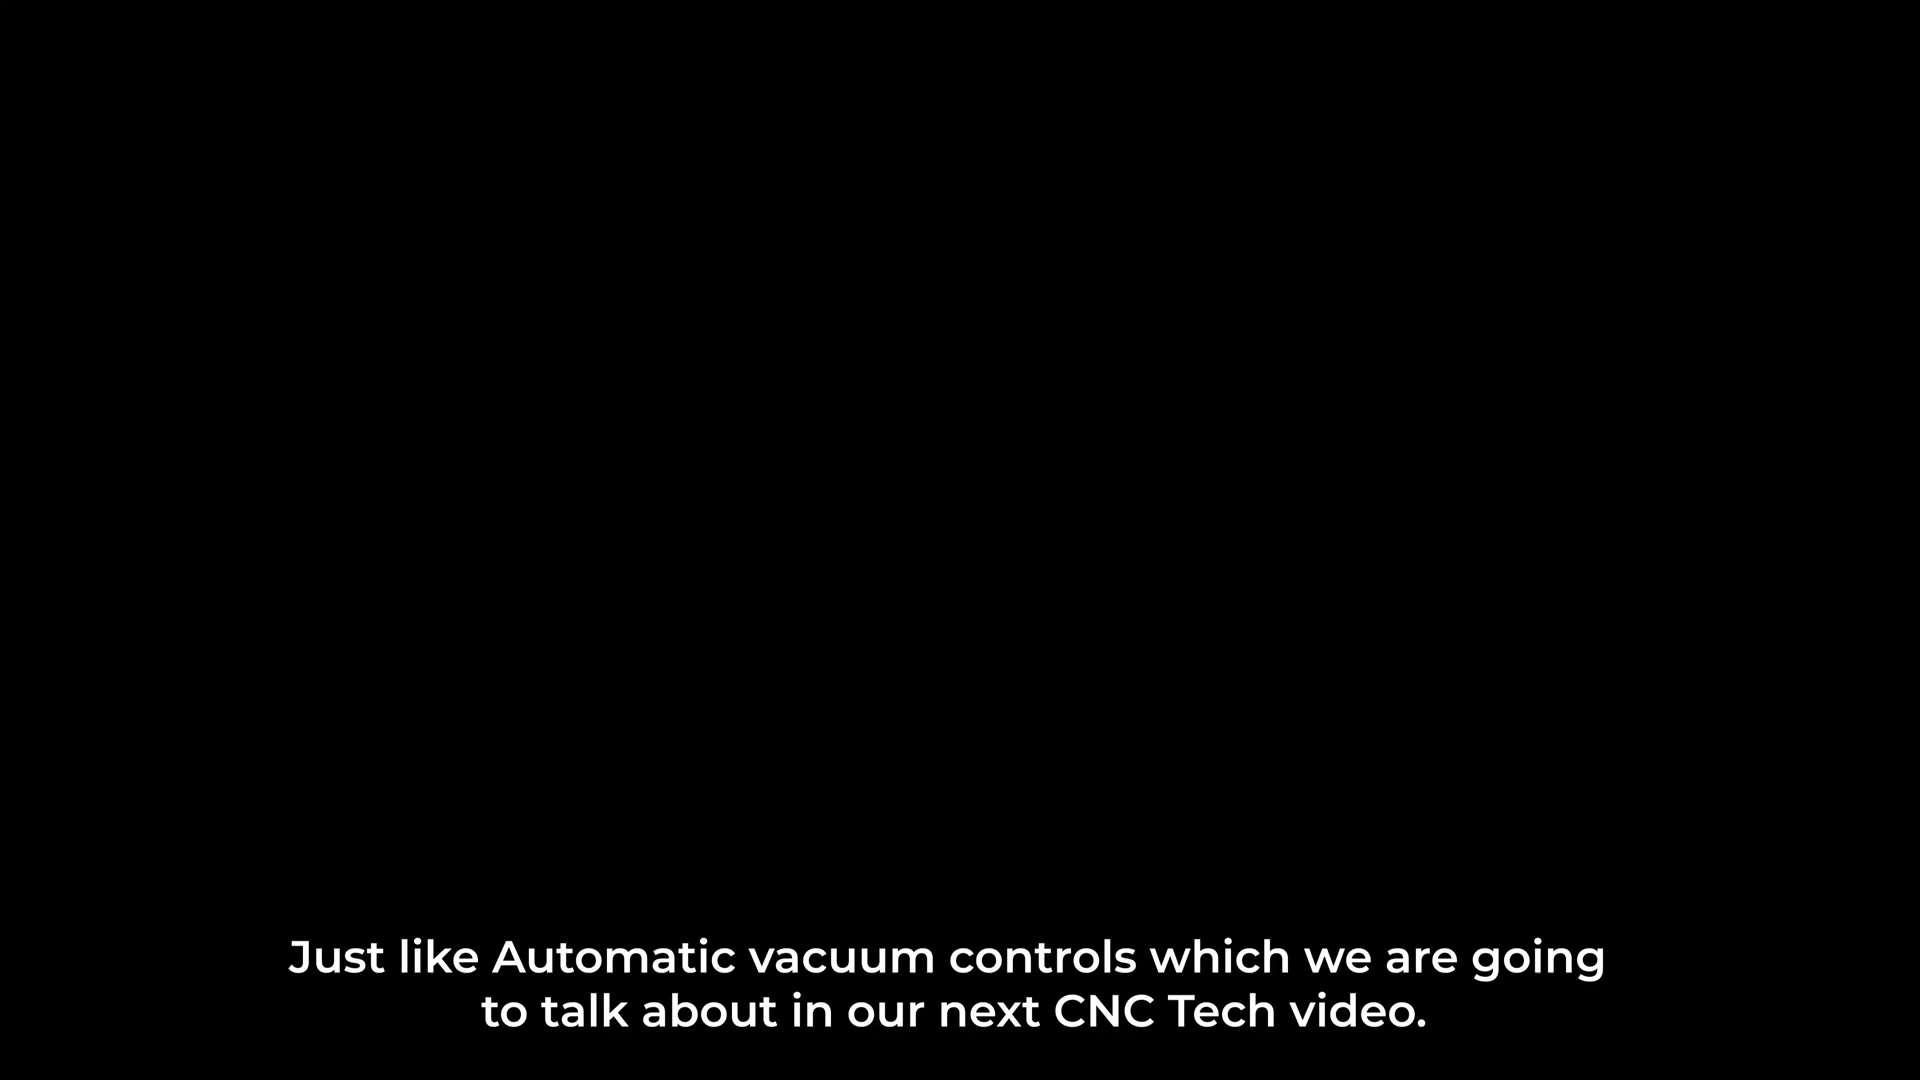 Just like Automatic vacuum controls which we are going
to talk about in our next CNC Tech video.